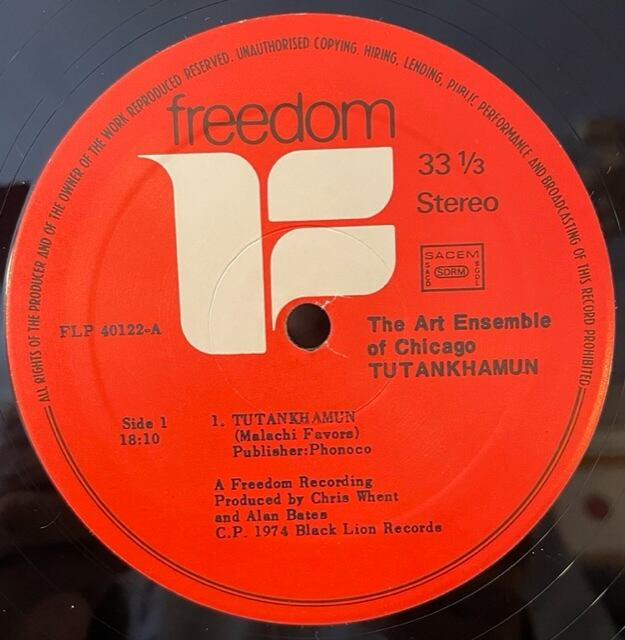 ALL RIGHTS OF THE PRODUCER AND OF THE OWNER OF THE WORK REPRODUCED RESERVED. UNAUTHORISED COPYING, HIRING, LENDING, PUBLIC PERFORMANCE AND BROADCASTING OF THIS RECORD PROHIBITED.
freedom
33 1/3
Stereo
SACEM
SACD
SDRM
SGDL
FLP 40122-A
The Art Ensemble
of Chicago
TUTANKHAMUN
Side 1
18:10
1. TUTANKHAMUN
(Malachi Favors)
Publisher:Phonoco
A Freedom Recording
Produced by Chris Whent
and Alan Bates
C.P. 1974 Black Lion Records